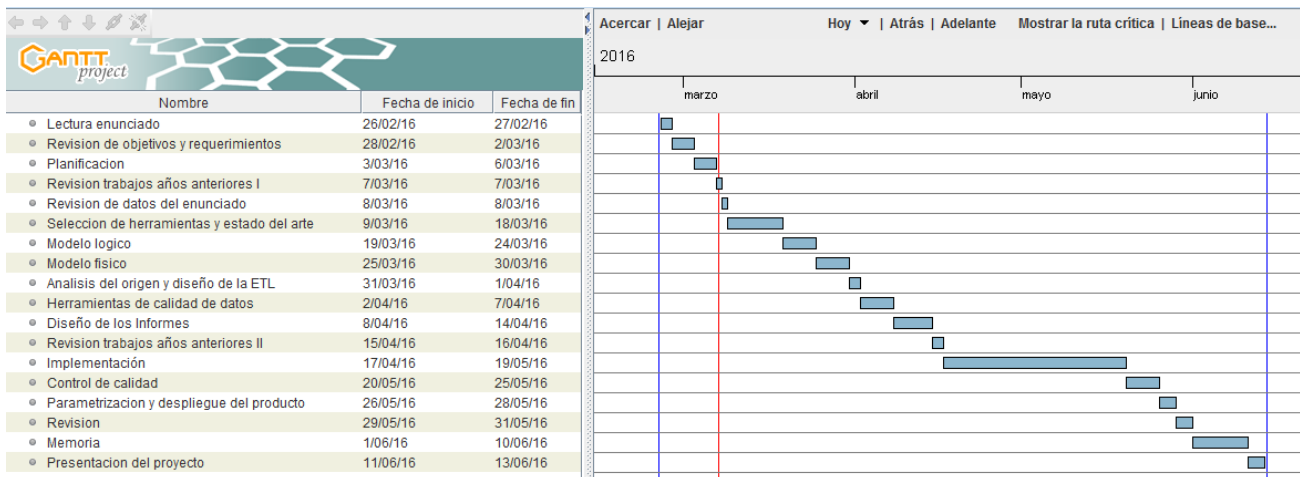 Acercar | Alejar Hoy | Atrás | Adelante Mostrar la ruta crítica | Líneas de base...
GANTT project
2016
Nombre Fecha de inicio Fecha de fin marzo abril mayo junio
Lectura enunciado 26/02/16 27/02/16
Revision de objetivos y requerimientos 28/02/16 2/03/16
Planificacion 3/03/16 6/03/16
Revision trabajos años anteriores I 7/03/16 7/03/16
Revision de datos del enunciado 8/03/16 8/03/16
Seleccion de herramientas y estado del arte 9/03/16 18/03/16
Modelo logico 19/03/16 24/03/16
Modelo fisico 25/03/16 30/03/16
Analisis del origen y diseño de la ETL 31/03/16 1/04/16
Herramientas de calidad de datos 2/04/16 7/04/16
Diseño de los Informes 8/04/16 14/04/16
Revision trabajos años anteriores II 15/04/16 16/04/16
Implementación 17/04/16 19/05/16
Control de calidad 20/05/16 25/05/16
Parametrizacion y despliegue del producto 26/05/16 28/05/16
Revision 29/05/16 31/05/16
Memoria 1/06/16 10/06/16
Presentacion del proyecto 11/06/16 13/06/16